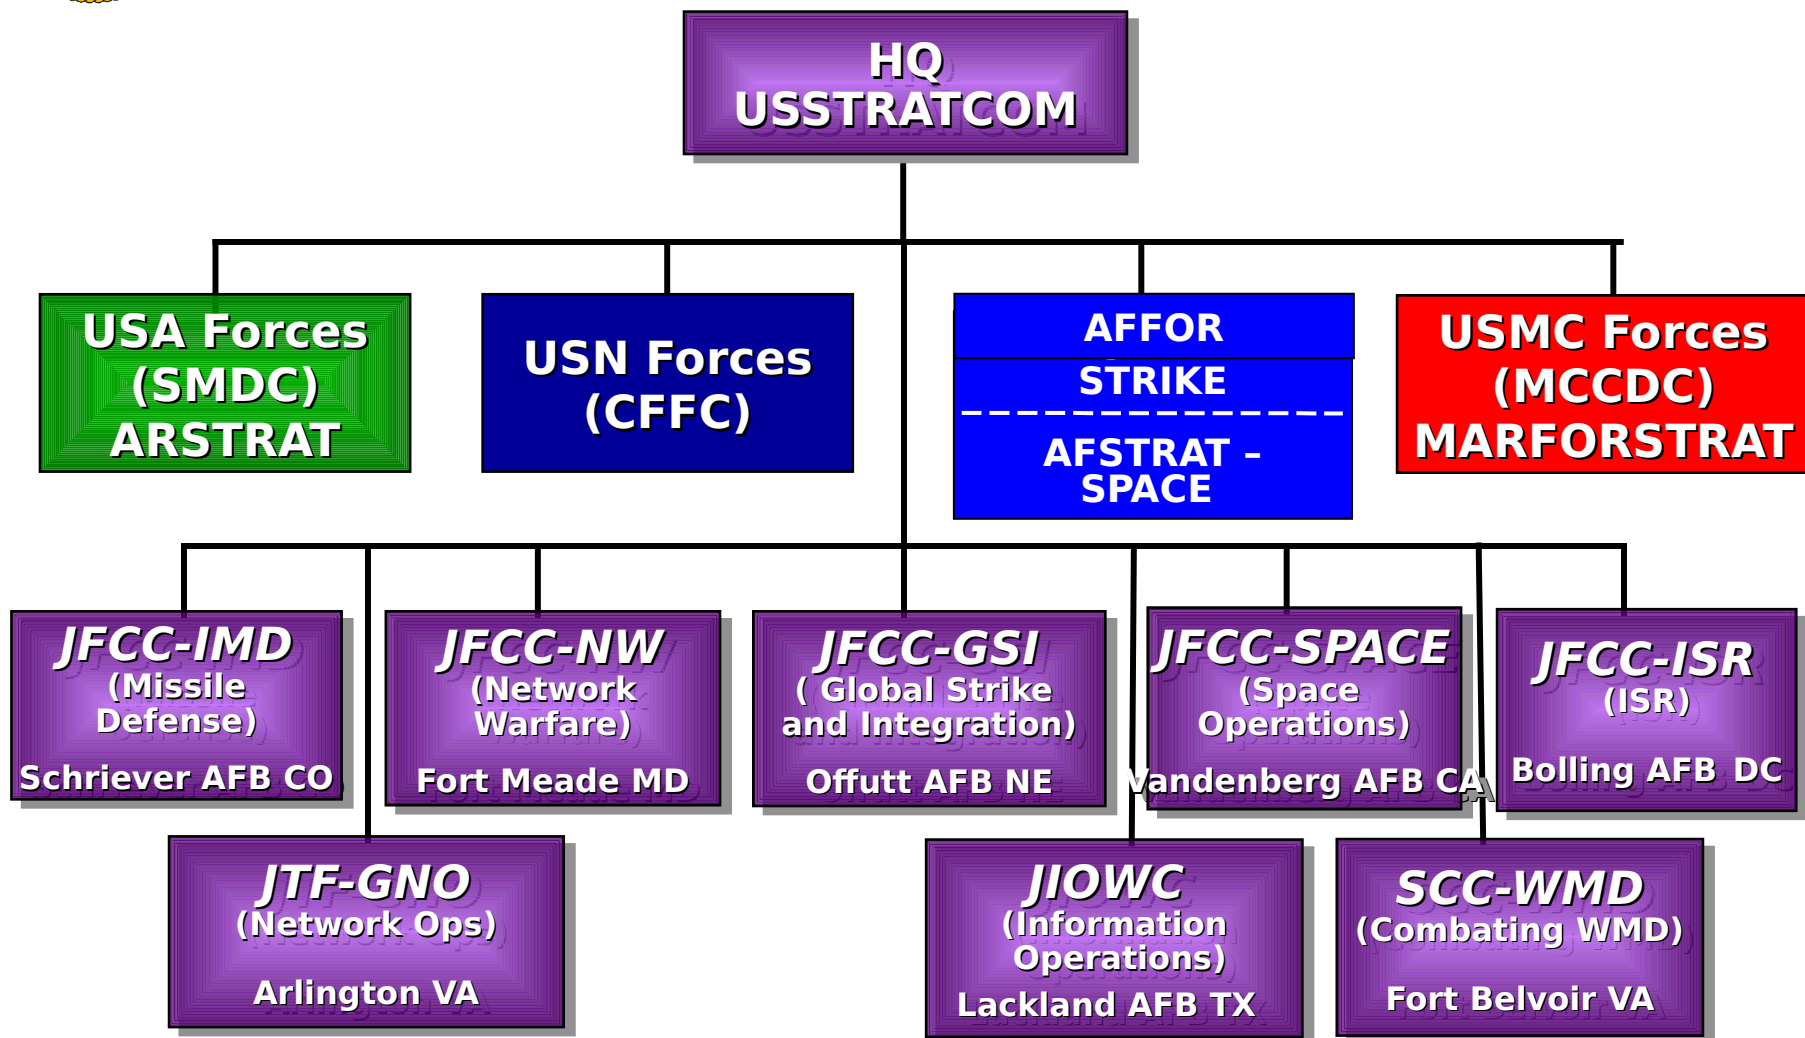 HQ
USSTRATCOM
USA Forces
(SMDC)
ARSTRAT
USN Forces
(CFFC)
AFFOR
STRIKE
AFSTRAT –
SPACE
USMC Forces
(MCCDC)
MARFORSTRAT
JFCC-IMD
(Missile
Defense)
Schriever AFB CO
JFCC-NW
(Network
Warfare)
Fort Meade MD
JFCC-GSI
( Global Strike
and Integration)
Offutt AFB NE
JFCC-SPACE
(Space
Operations)
Vandenberg AFB CA
JFCC-ISR
(ISR)
Bolling AFB DC
JTF-GNO
(Network Ops)
Arlington VA
JIOWC
(Information
Operations)
Lackland AFB TX
SCC-WMD
(Combating WMD)
Fort Belvoir VA